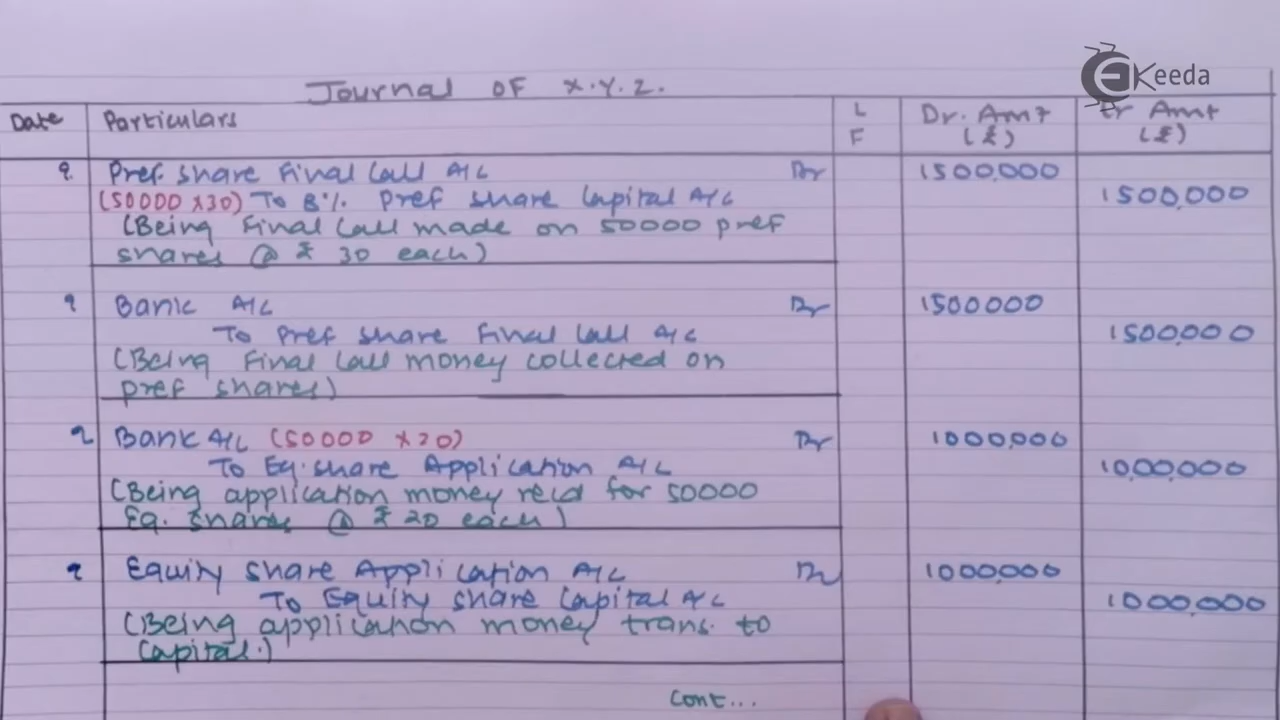 EKeeda
Journal OF X.Y.Z.
Date Particulars L F Dr. Amt (₹) Cr Amt (₹)
? Pref share Final Call A/c Dr 1500,000
(50000 x 30) To 8% Pref share Capital A/c 1500,000
(Being Final Call made on 50000 pref
shares @ ₹ 30 each)
? Bank A/c Dr 1500000
To Pref share Final Call A/c 1500,000
(Being Final Call money collected on
pref shares)
? Bank A/c (50000 x 20) Dr 1000,000
To Eq. share Application A/c 10,00,000
(Being application money recd for 50000
Eq. shares @ ₹ 20 each)
? Equity share Application A/c Dr 1000,000
To Equity share Capital A/c 1000,000
(Being application money trans. to
Capital.)
Cont...